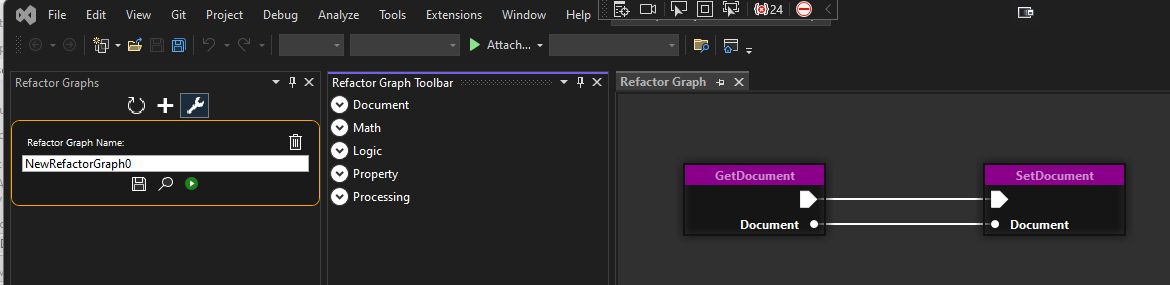 File Edit View Git Project Debug Analyze Tools Extensions Window Help
24
Attach...
Refactor Graphs
Refactor Graph Name:
NewRefactorGraph0
Refactor Graph Toolbar
Document
Math
Logic
Property
Processing
Refactor Graph
GetDocument
Document
SetDocument
Document